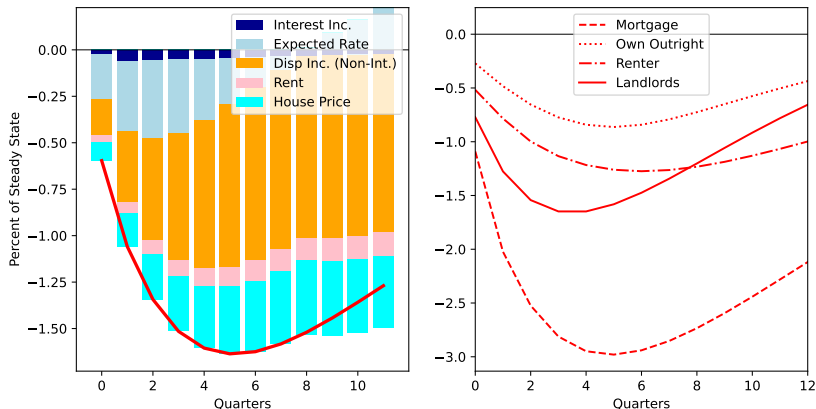 Interest Inc.
Expected Rate
Disp Inc. (Non-Int.)
Rent
House Price
0.00
−0.25
−0.50
−0.75
−1.00
−1.25
−1.50
Percent of Steady State
0 2 4 6 8 10
Quarters
Mortgage
Own Outright
Renter
Landlords
0.0
−0.5
−1.0
−1.5
−2.0
−2.5
−3.0
0 2 4 6 8 10 12
Quarters